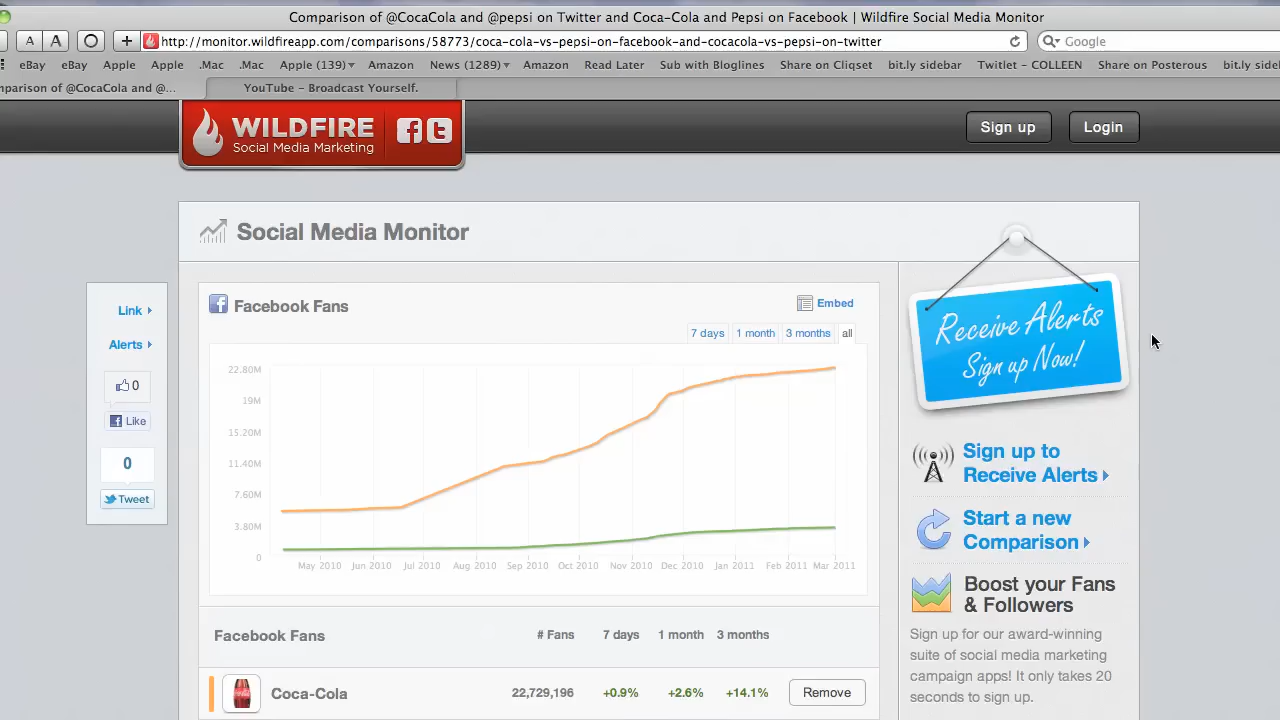 Comparison of @CocaCola and @pepsi on Twitter and Coca-Cola and Pepsi on Facebook | Wildfire Social Media Monitor
A A + http://monitor.wildfireapp.com/comparisons/58773/coca-cola-vs-pepsi-on-facebook-and-cocacola-vs-pepsi-on-twitter Google
eBay eBay Apple Apple .Mac .Mac Apple (139) Amazon News (1289) Amazon Read Later Sub with Bloglines Share on Cliqset bit.ly sidebar Twitlet - COLLEEN Share on Posterous bit.ly
of @CocaCola and @... YouTube - Broadcast Yourself.
WILDFIRE
Social Media Marketing
f t
Sign up Login
Social Media Monitor
Link
Alerts
0
Like
0
Tweet
Facebook Fans Embed
7 days 1 month 3 months all
22.80M
19M
15.20M
11.40M
7.60M
3.80M
0
May 2010 Jun 2010 Jul 2010 Aug 2010 Sep 2010 Oct 2010 Nov 2010 Dec 2010 Jan 2011 Feb 2011 Mar 2011
Facebook Fans # Fans 7 days 1 month 3 months
Coca-Cola 22,729,196 +0.9% +2.6% +14.1% Remove
Receive Alerts
Sign up Now!
Sign up to
Receive Alerts
Start a new
Comparison
Boost your Fans
& Followers
Sign up for our award-winning
suite of social media marketing
campaign apps! It only takes 20
seconds to sign up.